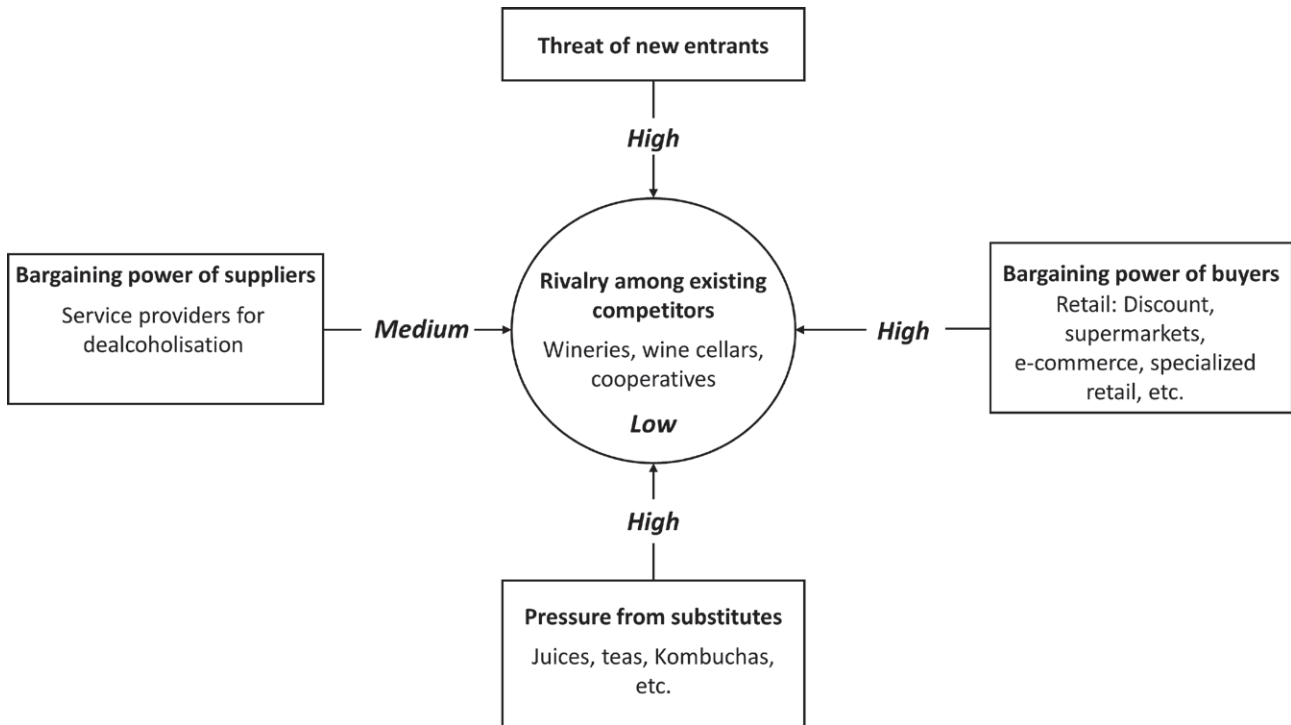 Threat of new entrants
High
Bargaining power of suppliers
Service providers for
dealcoholisation
Medium
Rivalry among existing
competitors
Wineries, wine cellars,
cooperatives
Low
High
Bargaining power of buyers
Retail: Discount,
supermarkets,
e-commerce, specialized
retail, etc.
High
Pressure from substitutes
Juices, teas, Kombuchas,
etc.